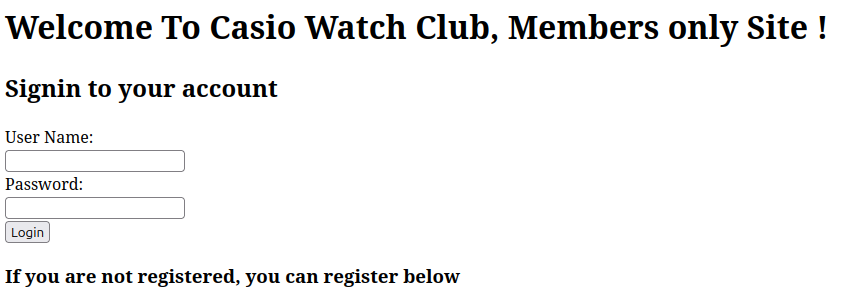 Welcome To Casio Watch Club, Members only Site !
Signin to your account
User Name:
Password:
Login
If you are not registered, you can register below